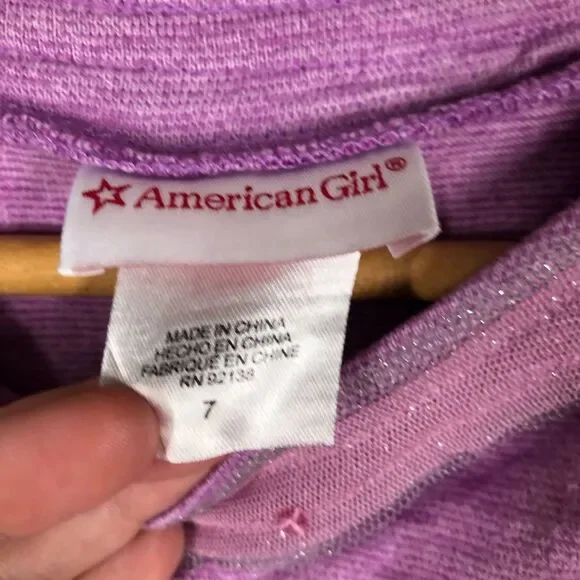 American Girl®
MADE IN CHINA
HECHO EN CHINA
FABRIQUÉ EN CHINE
RN 92138
7